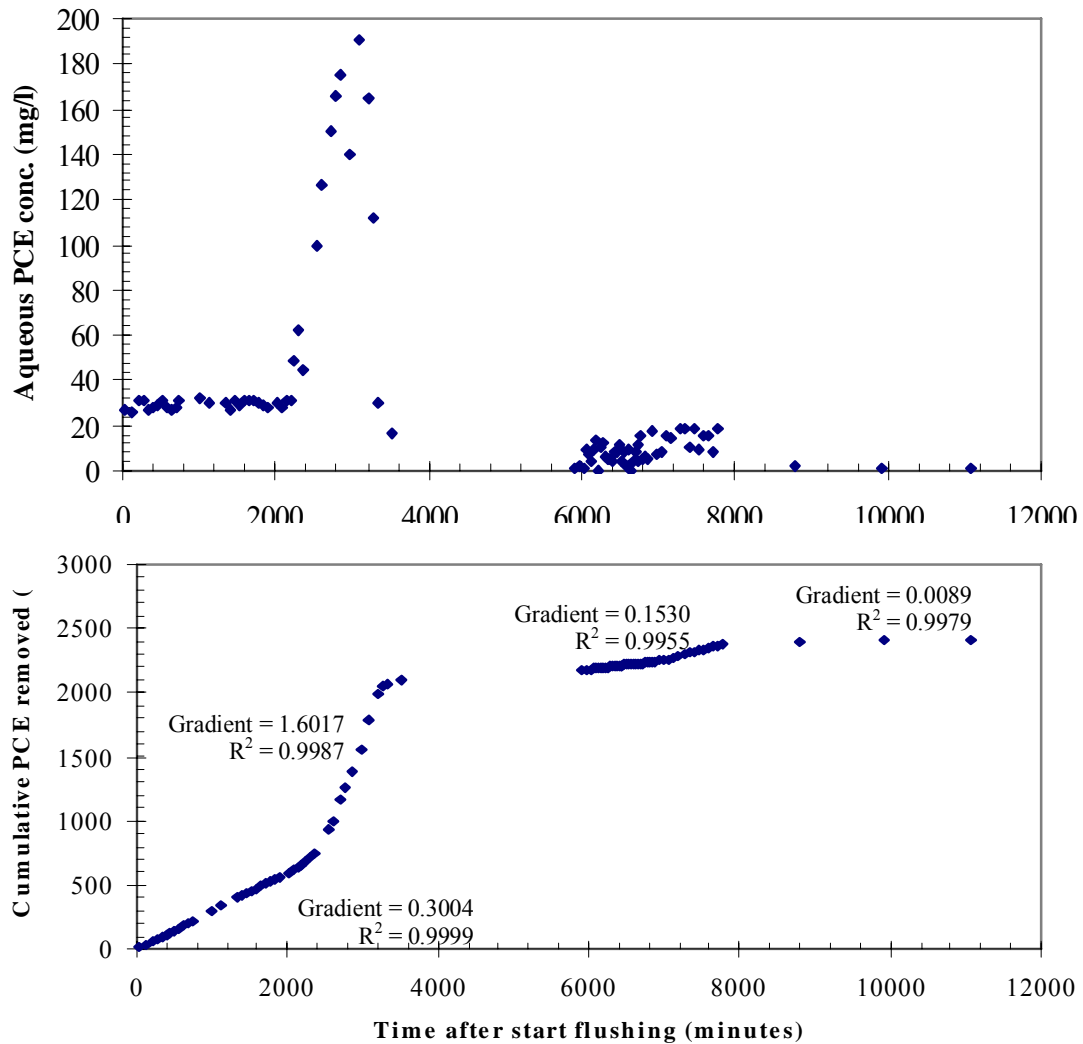 200
180
160
140
120
100
80
60
40
20
0
Aqueous PCE conc. (mg/l)
0 2000 4000 6000 8000 10000 12000
3000
2500
2000
1500
1000
500
0
Cumulative PCE removed (
Gradient = 0.0089
R² = 0.9979
Gradient = 0.1530
R² = 0.9955
Gradient = 1.6017
R² = 0.9987
Gradient = 0.3004
R² = 0.9999
0 2000 4000 6000 8000 10000 12000
Time after start flushing (minutes)